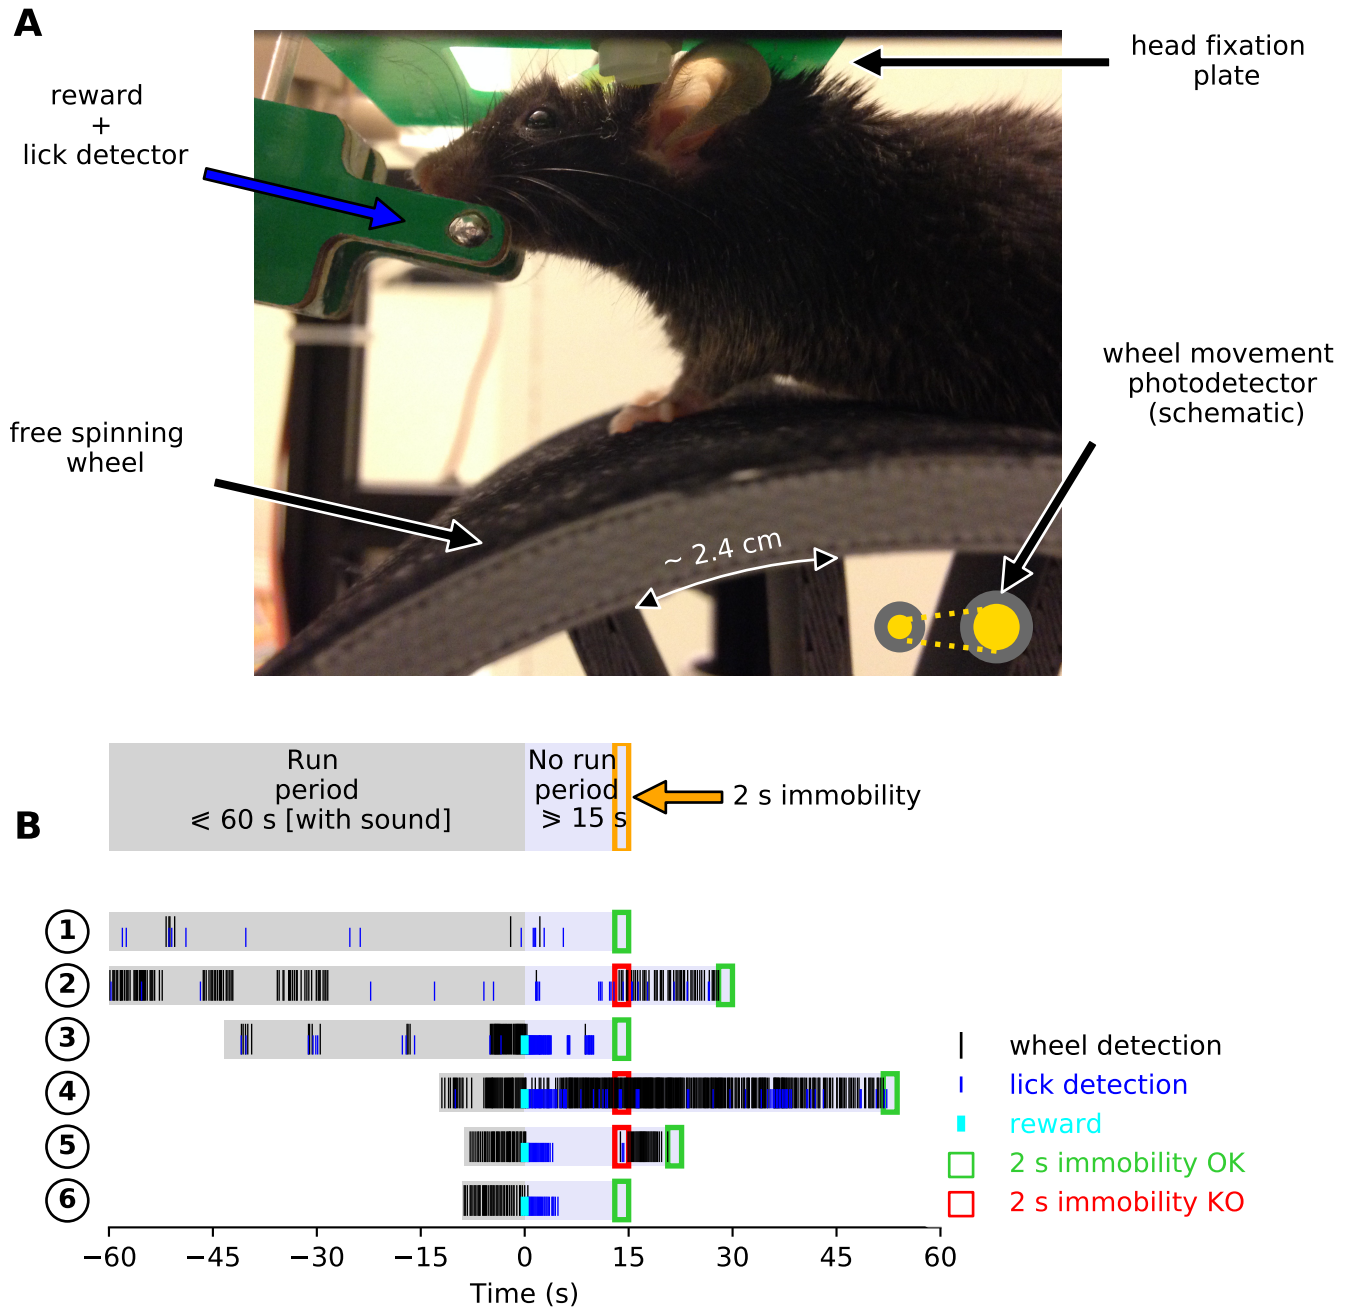 A
reward
+
lick detector
head fixation
plate
wheel movement
photodetector
(schematic)
free spinning
wheel
~ 2.4 cm
B
Run
period
⩽ 60 s [with sound]
No run
period
⩾ 15 s
2 s immobility
1
2
3
4
5
6
wheel detection
lick detection
reward
2 s immobility OK
2 s immobility KO
−60 −45 −30 −15 0 15 30 45 60
Time (s)